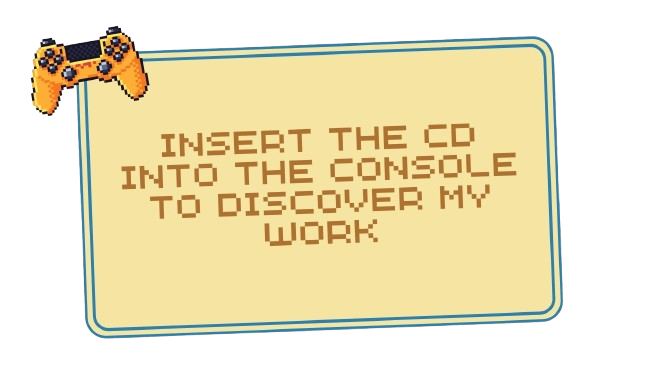 INSERT THE CD
INTO THE CONSOLE
TO DISCOVER MY
WORK